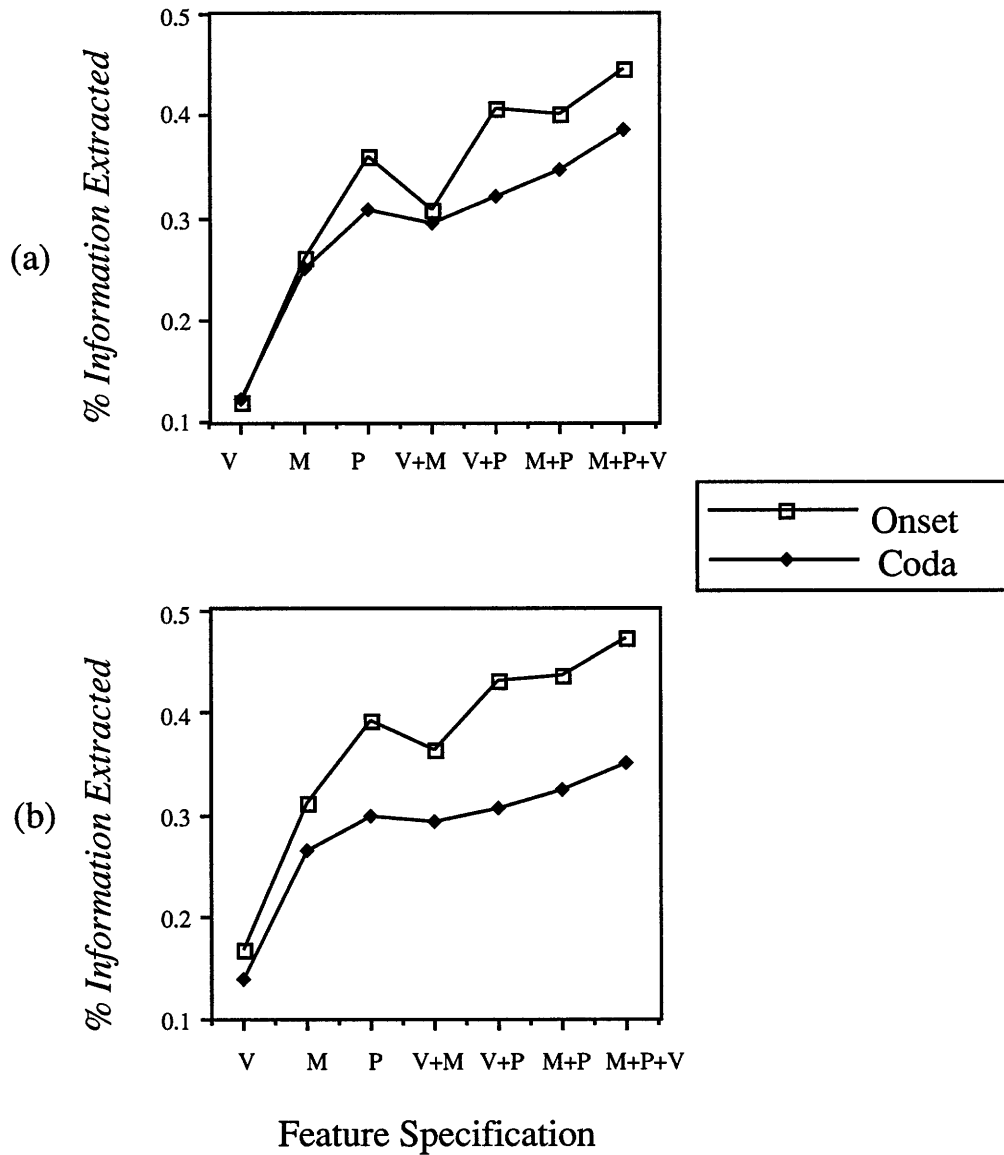 (a)
% Information Extracted
0.5
0.4
0.3
0.2
0.1
V M P V+M V+P M+P M+P+V
Onset
Coda
(b)
% Information Extracted
0.5
0.4
0.3
0.2
0.1
V M P V+M V+P M+P M+P+V
Feature Specification